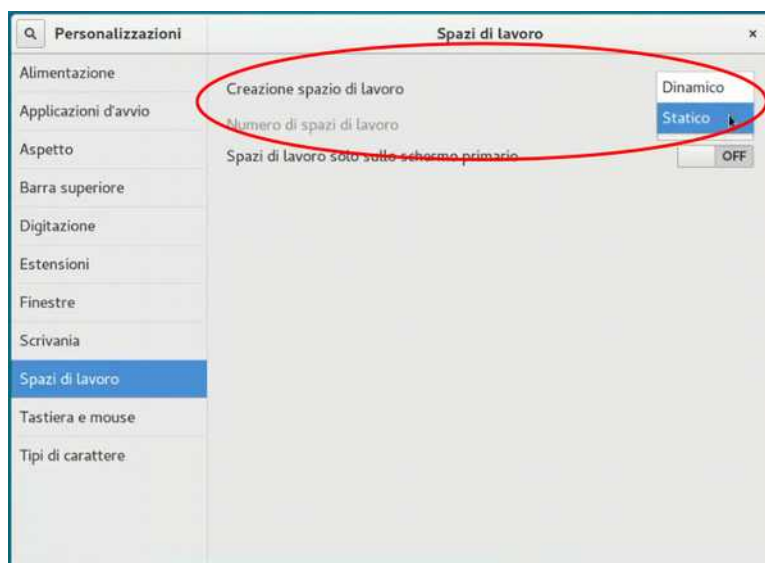 Personalizzazioni
Spazi di lavoro
Alimentazione
Applicazioni d'avvio
Aspetto
Barra superiore
Digitazione
Estensioni
Finestre
Scrivania
Spazi di lavoro
Tastiera e mouse
Tipi di carattere
Creazione spazio di lavoro
Dinamico
Statico
Numero di spazi di lavoro
Spazi di lavoro solo sullo schermo primario
OFF